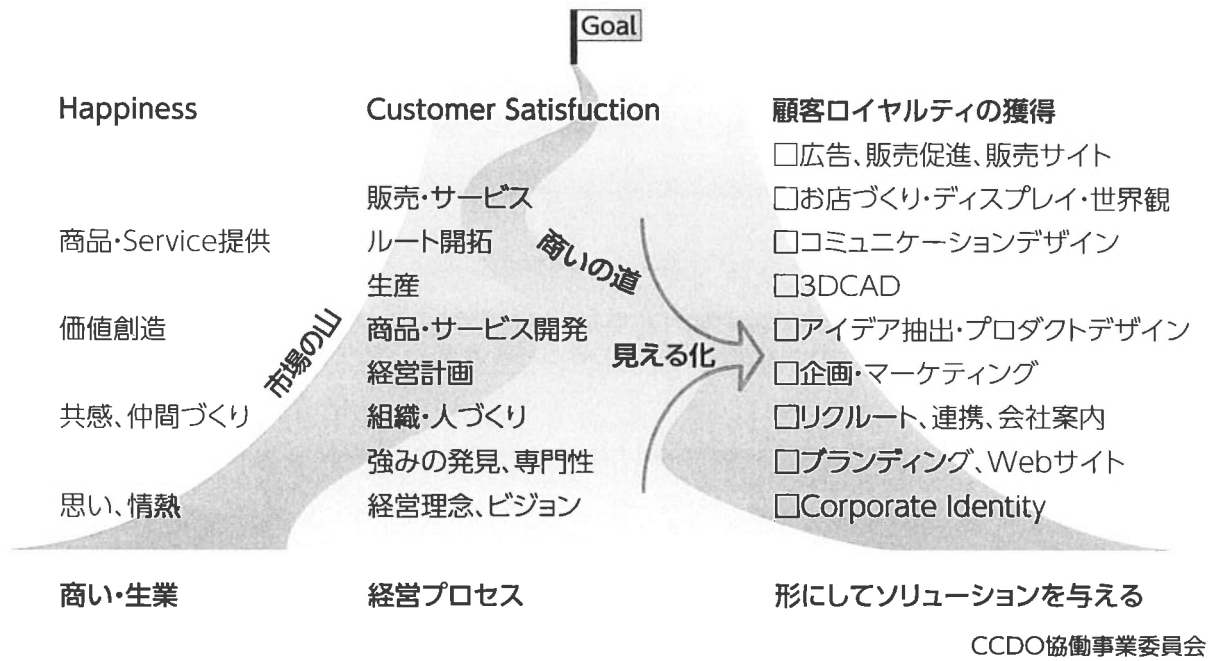 Goal
Happiness
Customer Satisfuction
顧客ロイヤルティの獲得
□広告、販売促進、販売サイト
販売・サービス
□お店づくり・ディスプレイ・世界観
商品・Service提供
ルート開拓
商いの道
□コミュニケーションデザイン
生産
□3DCAD
価値創造
市場の山
商品・サービス開発
見える化
□アイデア抽出・プロダクトデザイン
経営計画
□企画・マーケティング
共感、仲間づくり
組織・人づくり
□リクルート、連携、会社案内
強みの発見、専門性
□ブランディング、Webサイト
思い、情熱
経営理念、ビジョン
□Corporate Identity
商い・生業
経営プロセス
形にしてソリューションを与える
CCDO協働事業委員会